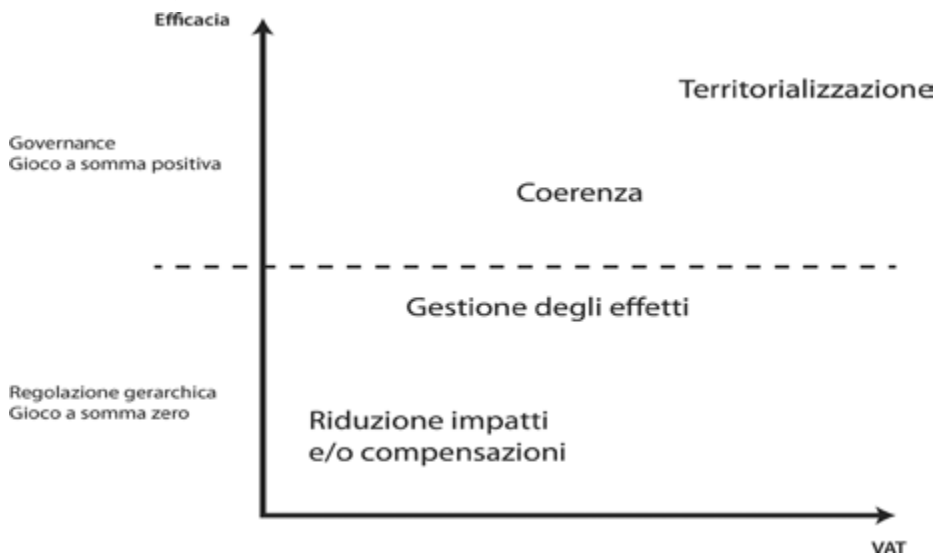 Efficacia
Territorializzazione
Governance
Gioco a somma positiva
Coerenza
Gestione degli effetti
Regolazione gerarchica
Gioco a somma zero
Riduzione impatti
e/o compensazioni
VAT